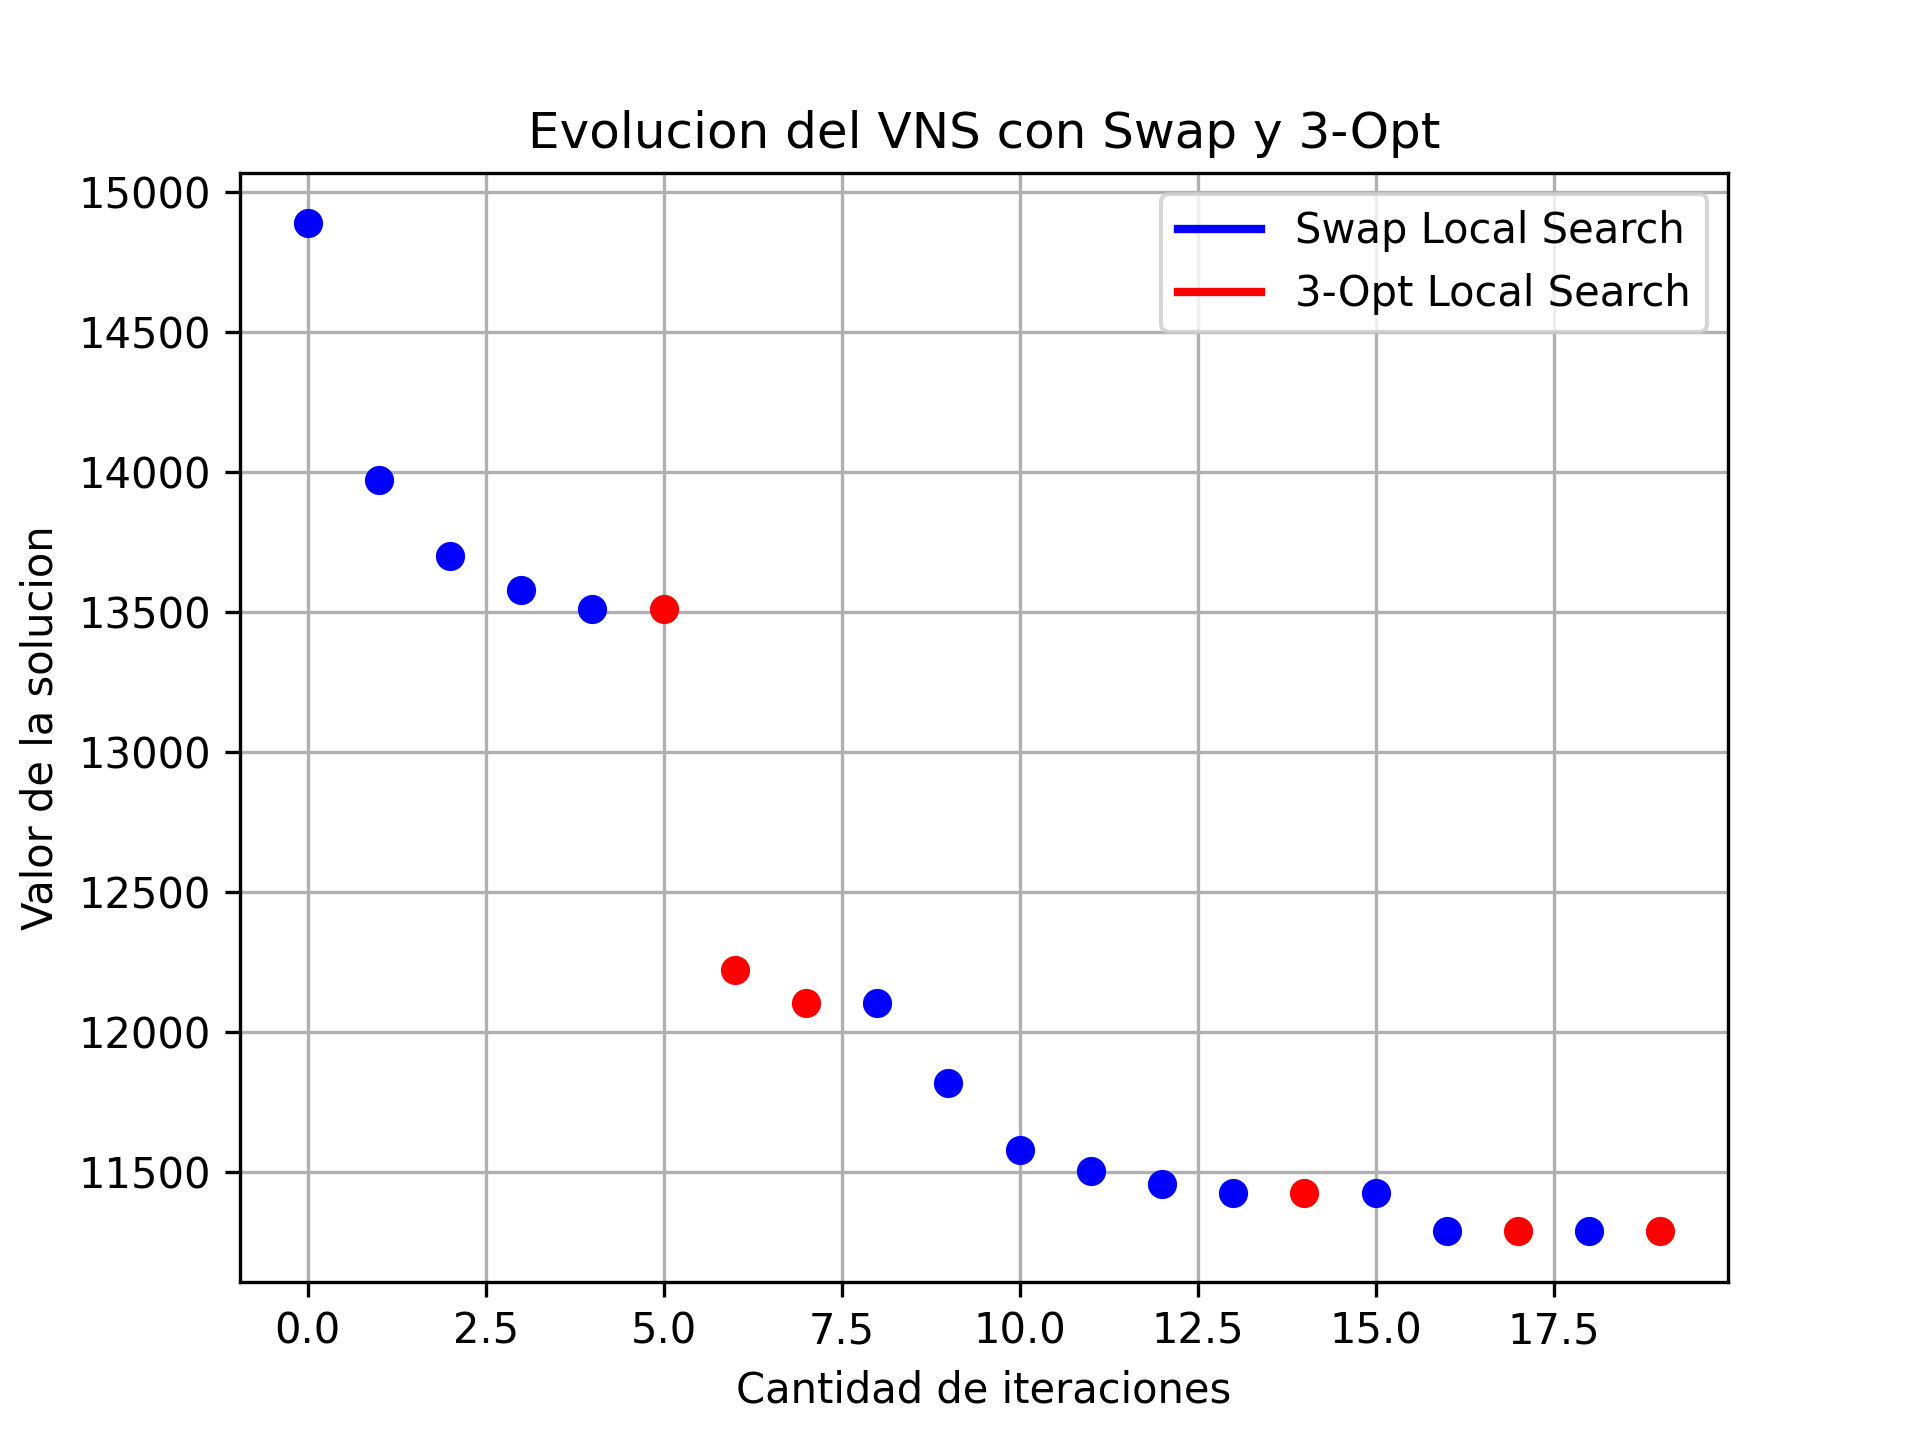 Evolucion del VNS con Swap y 3-Opt
15000
14500
14000
13500
13000
12500
12000
11500
Valor de la solucion
Swap Local Search
3-Opt Local Search
0.0 2.5 5.0 7.5 10.0 12.5 15.0 17.5
Cantidad de iteraciones